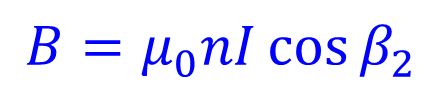 B = μ₀nI cos β₂